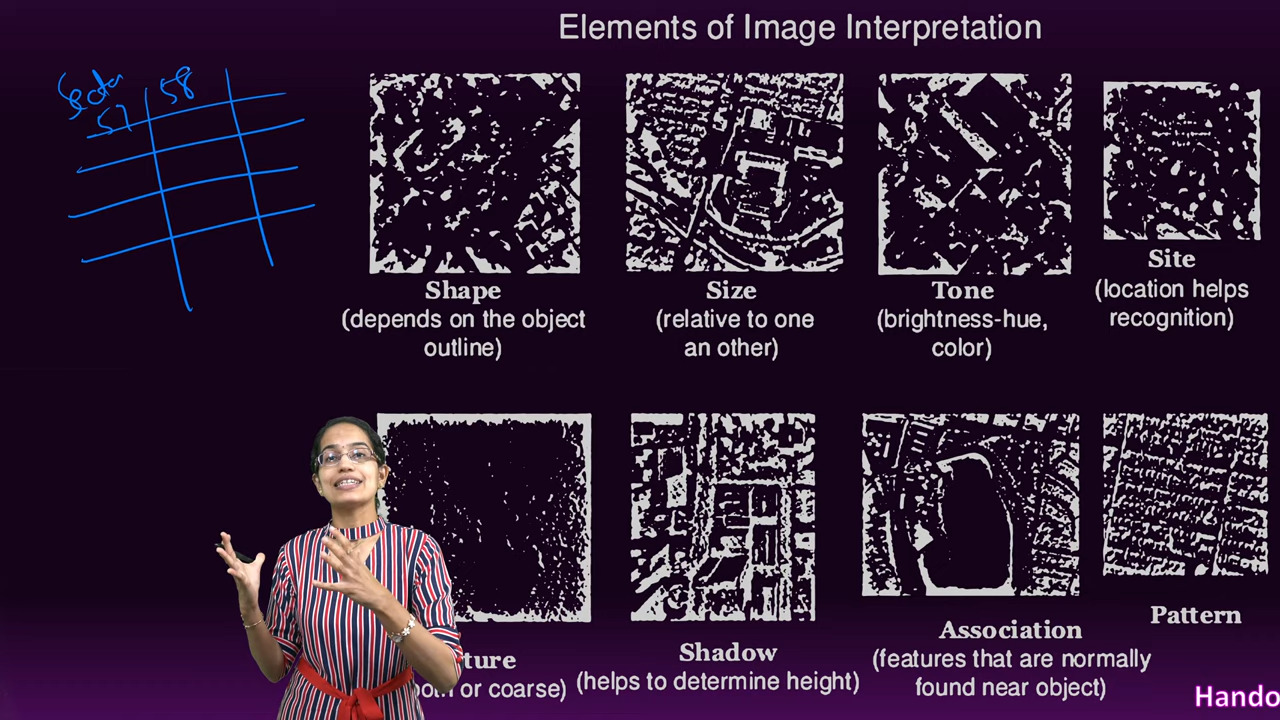 Elements of Image Interpretation
57
58
Shape
(depends on the object
outline)
Size
(relative to one
an other)
Tone
(brightness-hue,
color)
Site
(location helps
recognition)
ture
or coarse)
Shadow
(helps to determine height)
Association
(features that are normally
found near object)
Pattern
Hando